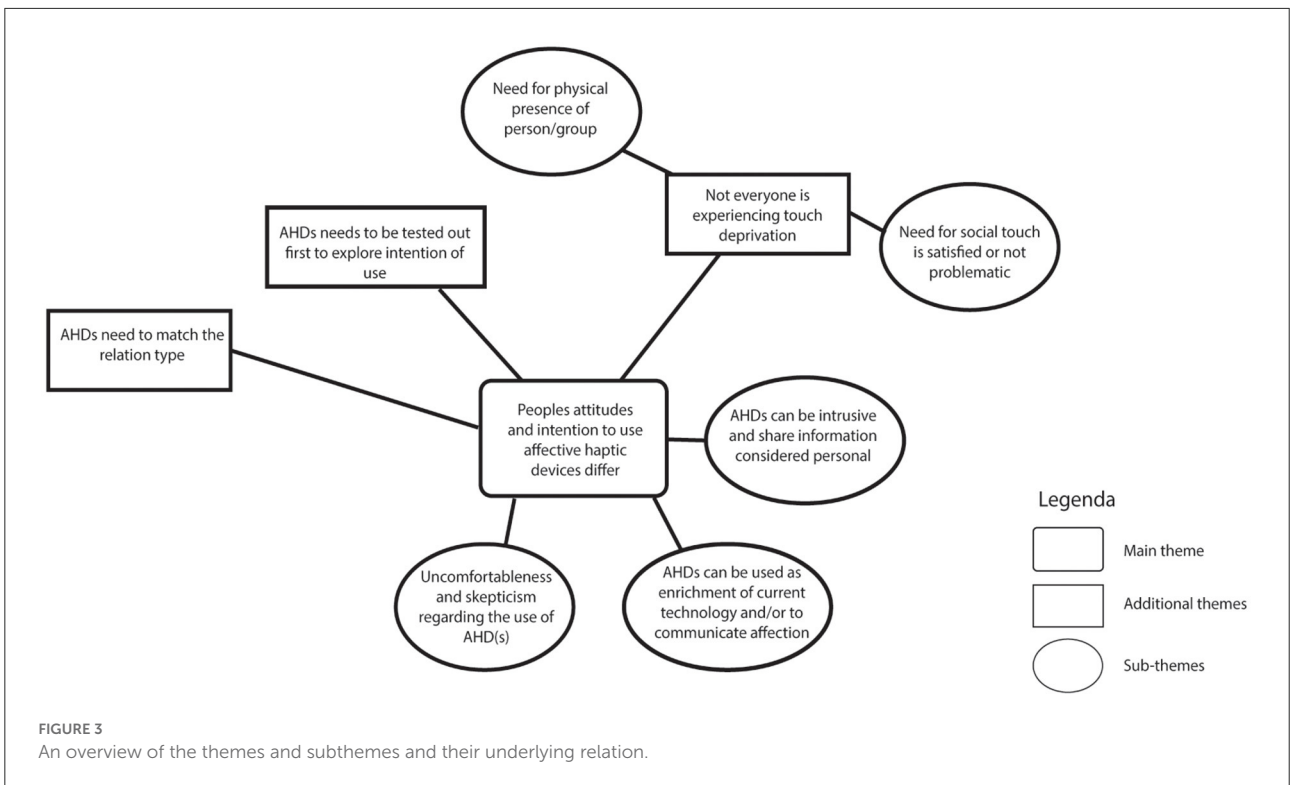 Need for physical
presence of
person/group
Not everyone is
experiencing touch
deprivation
Need for social touch
is satisfied or not
problematic
AHDs needs to be tested out
first to explore intention of
use
AHDs need to match the
relation type
Peoples attitudes
and intention to use
affective haptic
devices differ
AHDs can be intrusive
and share information
considered personal
Uncomfortableness
and skepticism
regarding the use of
AHD(s)
AHDs can be used as
enrichment of current
technology and/or to
communicate affection
Legenda
Main theme
Additional themes
Sub-themes
FIGURE 3
An overview of the themes and subthemes and their underlying relation.